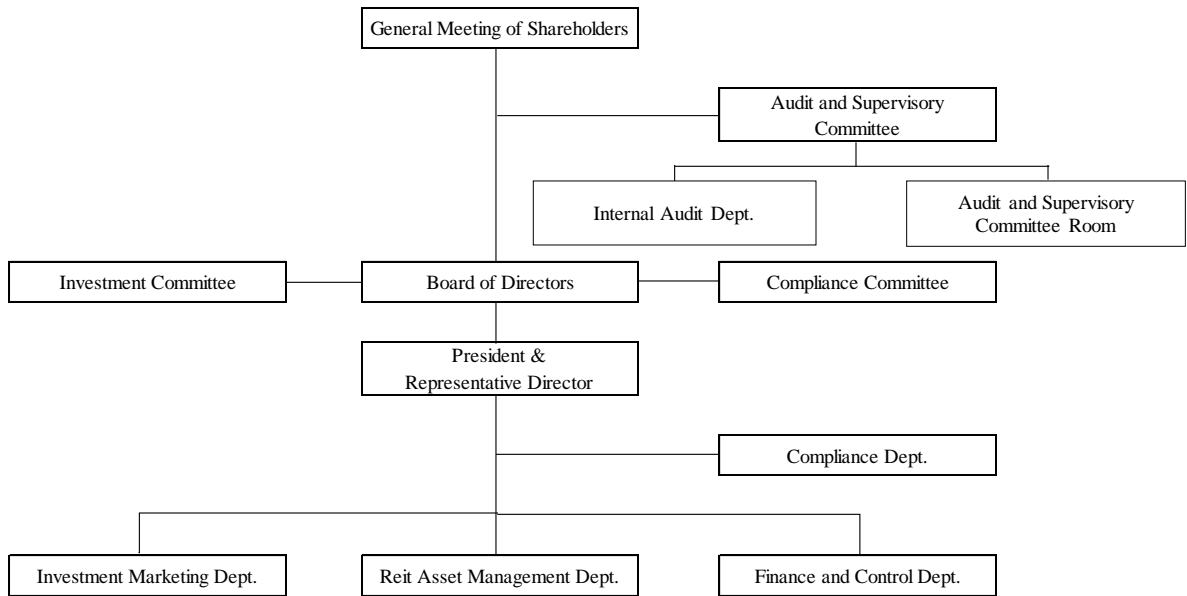 General Meeting of Shareholders
Audit and Supervisory
Committee
Internal Audit Dept.
Audit and Supervisory
Committee Room
Investment Committee
Board of Directors
Compliance Committee
President &
Representative Director
Compliance Dept.
Investment Marketing Dept.
Reit Asset Management Dept.
Finance and Control Dept.